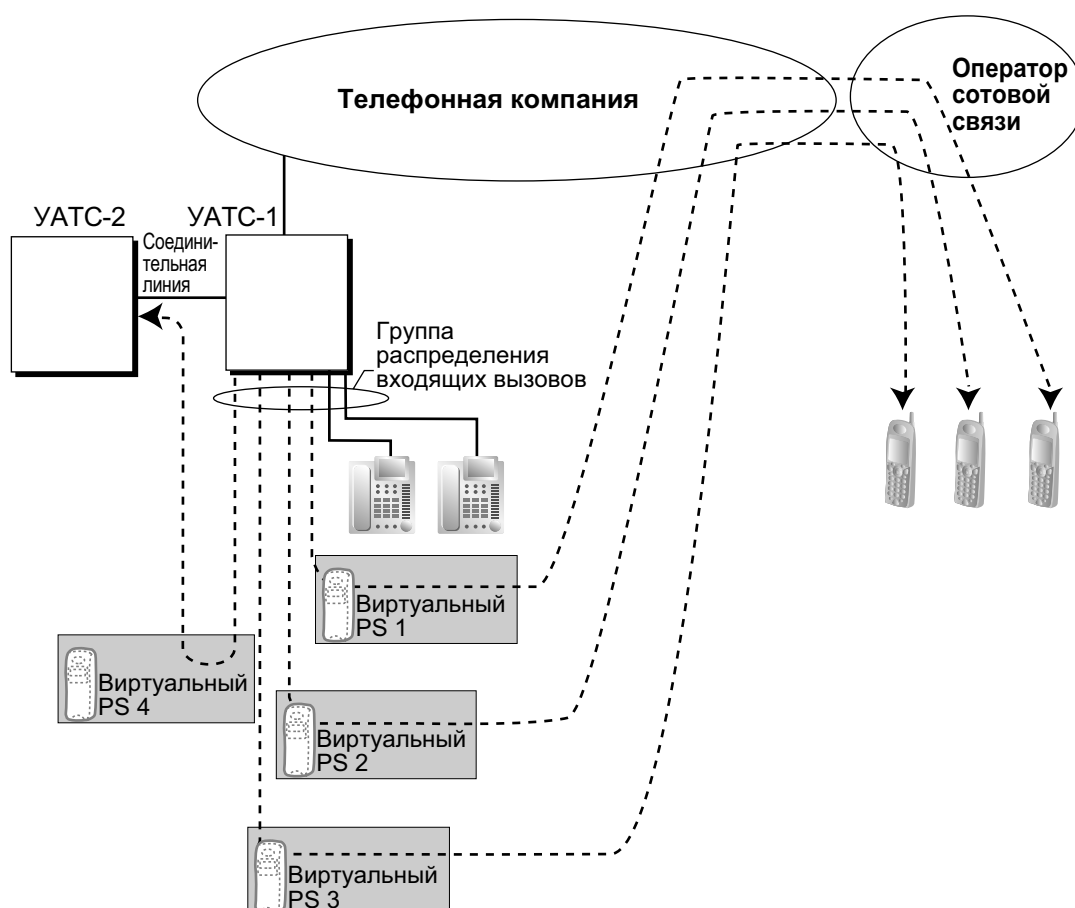 Телефонная компания
Оператор
сотовой
связи
УАТС-2
УАТС-1
Соедини-
тельная
линия
Группа
распределения
входящих вызовов
Виртуальный
PS 1
Виртуальный
PS 4
Виртуальный
PS 2
Виртуальный
PS 3